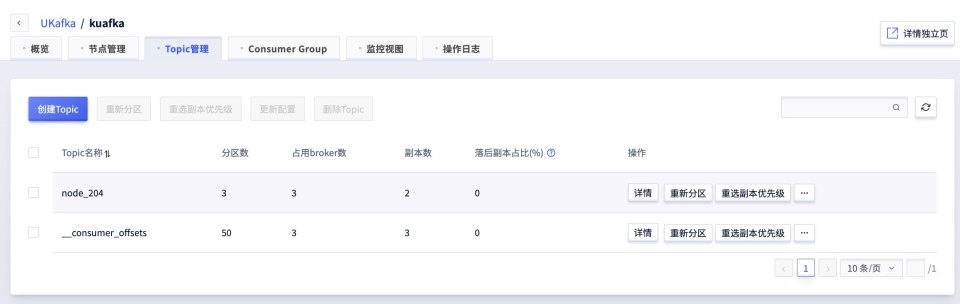 UKafka / kuafka
详情独立页
概览 节点管理 Topic管理 Consumer Group 监控视图 操作日志
创建Topic 重新分区 重选副本优先级 更新配置 删除Topic
Topic名称 分区数 占用broker数 副本数 落后副本占比(%) 操作
node_204 3 3 2 0 详情 重新分区 重选副本优先级 ...
__consumer_offsets 50 3 3 0 详情 重新分区 重选副本优先级 ...
< 1 > 10 条/页 /1